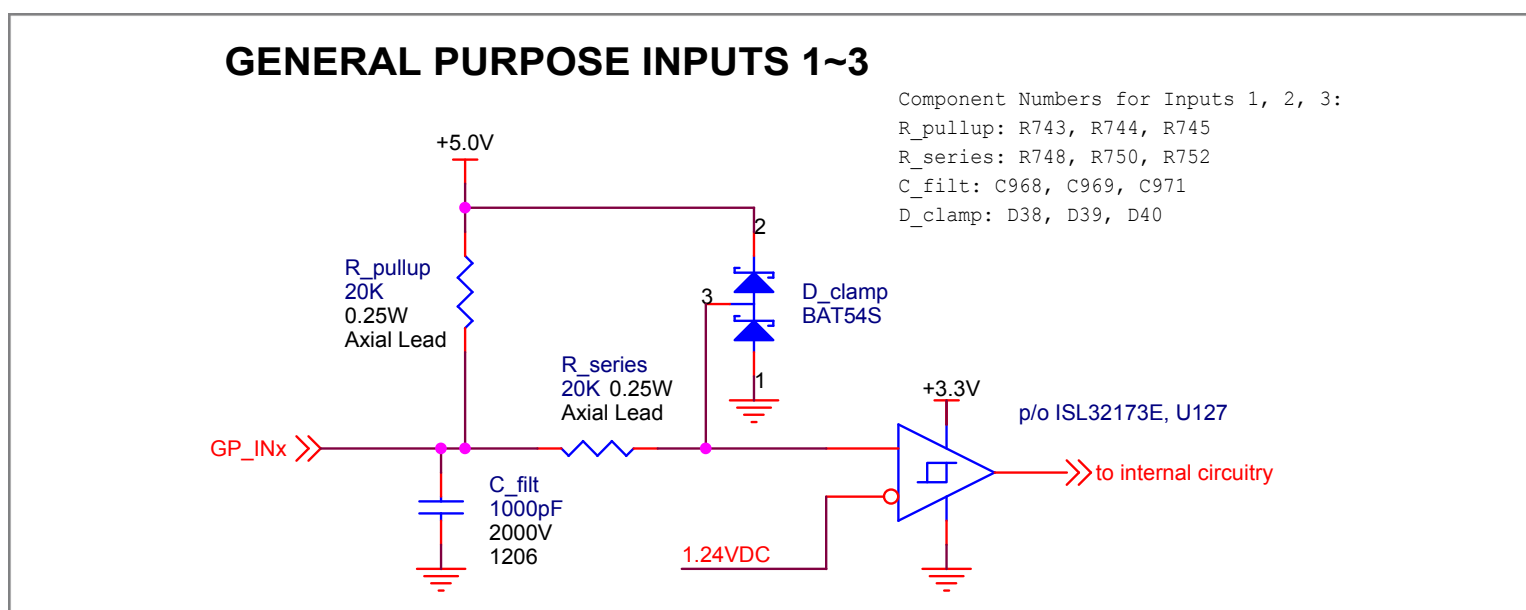 GENERAL PURPOSE INPUTS 1~3
Component Numbers for Inputs 1, 2, 3:
R_pullup: R743, R744, R745
R_series: R748, R750, R752
C_filt: C968, C969, C971
D_clamp: D38, D39, D40
+5.0V
2
R_pullup
20K
0.25W
Axial Lead
3
D_clamp
BAT54S
1
R_series
20K 0.25W
Axial Lead
+3.3V
p/o ISL32173E, U127
GP_INx
to internal circuitry
C_filt
1000pF
2000V
1206
1.24VDC